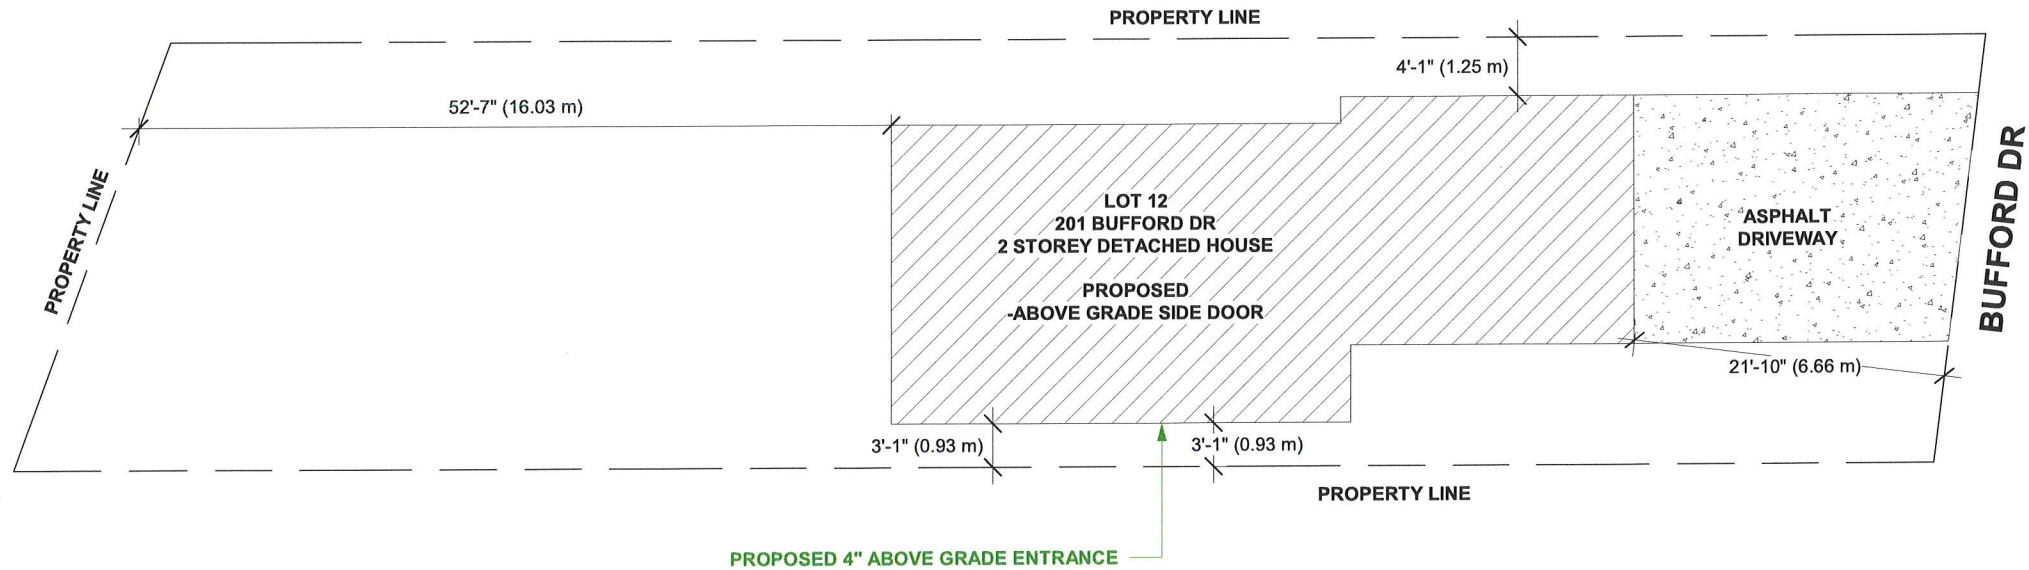 PROPERTY LINE
4'-1" (1.25 m)
52'-7" (16.03 m)
PROPERTY LINE
LOT 12
201 BUFFORD DR
2 STOREY DETACHED HOUSE
PROPOSED
-ABOVE GRADE SIDE DOOR
ASPHALT
DRIVEWAY
BUFFORD DR
21'-10" (6.66 m)
3'-1" (0.93 m)
3'-1" (0.93 m)
PROPERTY LINE
PROPOSED 4" ABOVE GRADE ENTRANCE